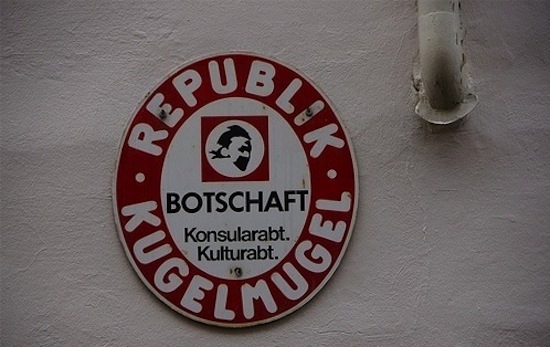 REPUBLIK
BOTSCHAFT
Konsularabt.
Kulturabt.
KUGELMUGEL